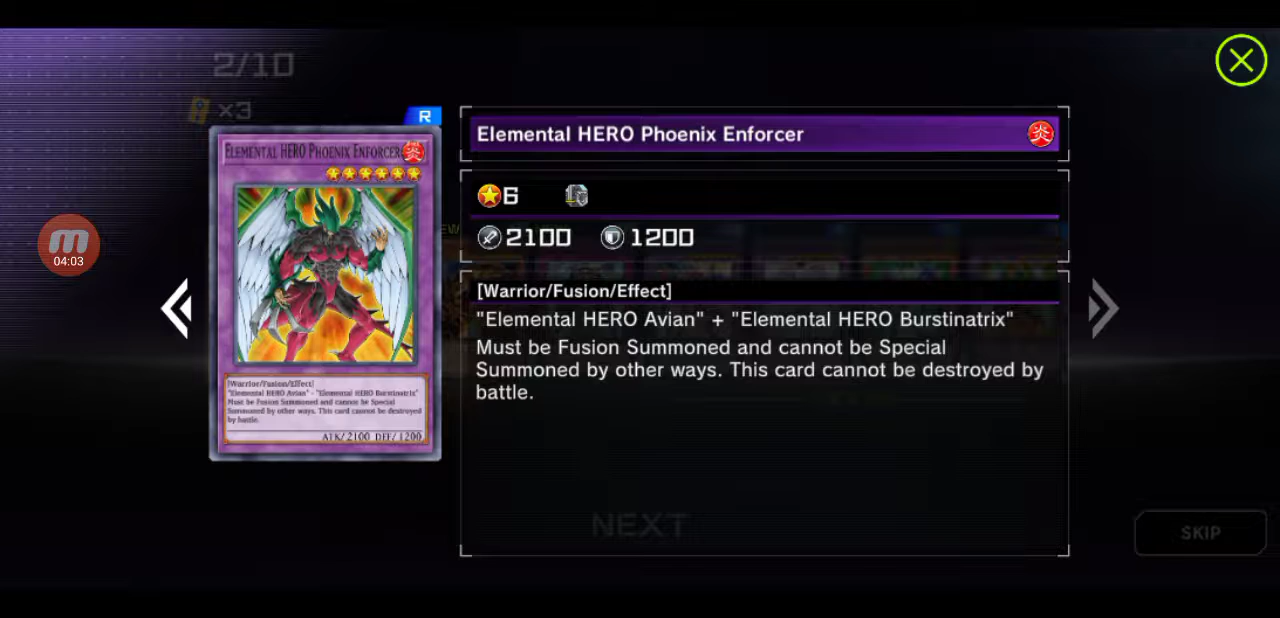 2/10
x3
R
Elemental HERO Phoenix Enforcer
炎
ELEMENTAL HERO PHOENIX ENFORCER
炎
6
2100 1200
04:03
[Warrior/Fusion/Effect]
"Elemental HERO Avian" + "Elemental HERO Burstinatrix"
Must be Fusion Summoned and cannot be Special
Summoned by other ways. This card cannot be destroyed by
battle.
[Warrior/Fusion/Effect]
"Elemental HERO Avian" + "Elemental HERO Burstinatrix"
Must be Fusion Summoned and cannot be Special
Summoned by other ways. This card cannot be destroyed
by battle.
ATK/2100 DEF/1200
NEXT
SKIP